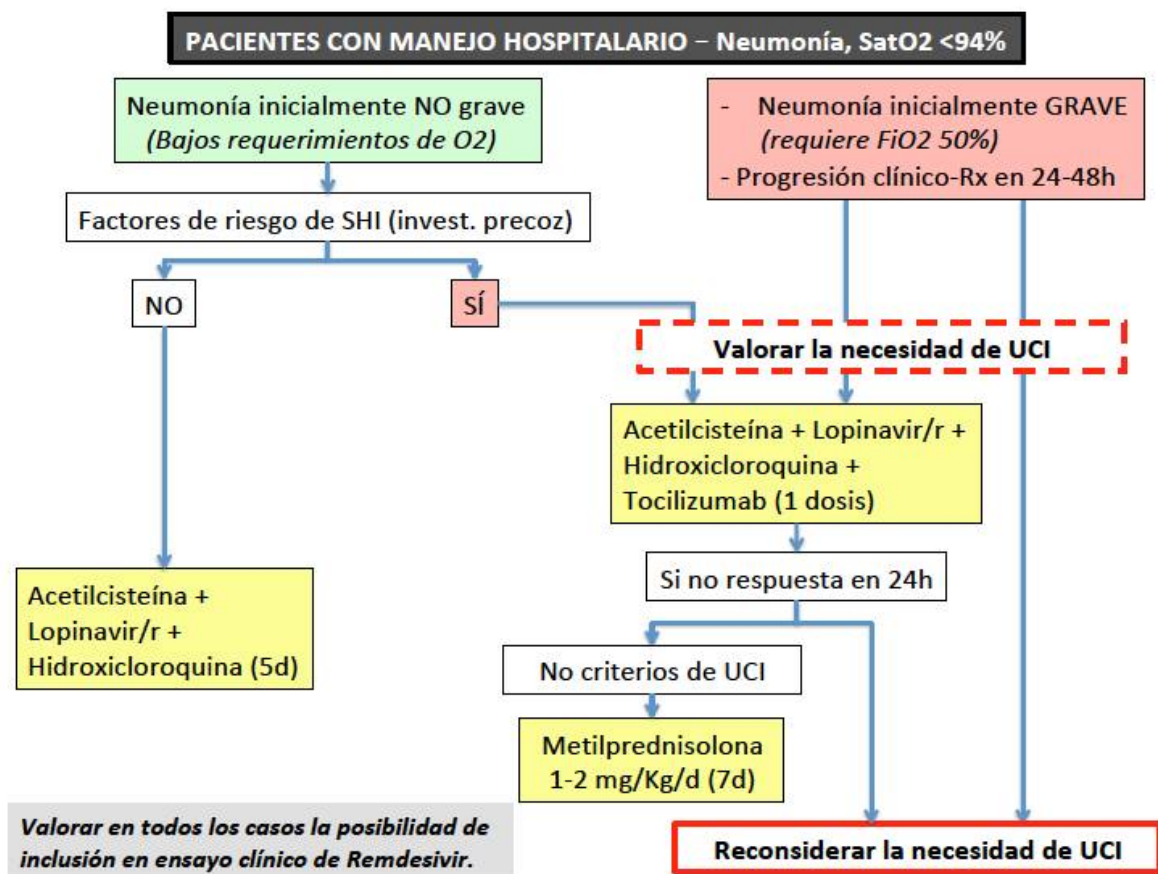 PACIENTES CON MANEJO HOSPITALARIO – Neumonía, SatO2 <94%
Neumonía inicialmente NO grave
(Bajos requerimientos de O2)
- Neumonía inicialmente GRAVE
(requiere FiO2 50%)
- Progresión clínico-Rx en 24-48h
Factores de riesgo de SHI (invest. precoz)
NO
SÍ
Valorar la necesidad de UCI
Acetilcisteína + Lopinavir/r +
Hidroxicloroquina +
Tocilizumab (1 dosis)
Si no respuesta en 24h
Acetilcisteína +
Lopinavir/r +
Hidroxicloroquina (5d)
No criterios de UCI
Metilprednisolona
1-2 mg/Kg/d (7d)
Valorar en todos los casos la posibilidad de
inclusión en ensayo clínico de Remdesivir.
Reconsiderar la necesidad de UCI